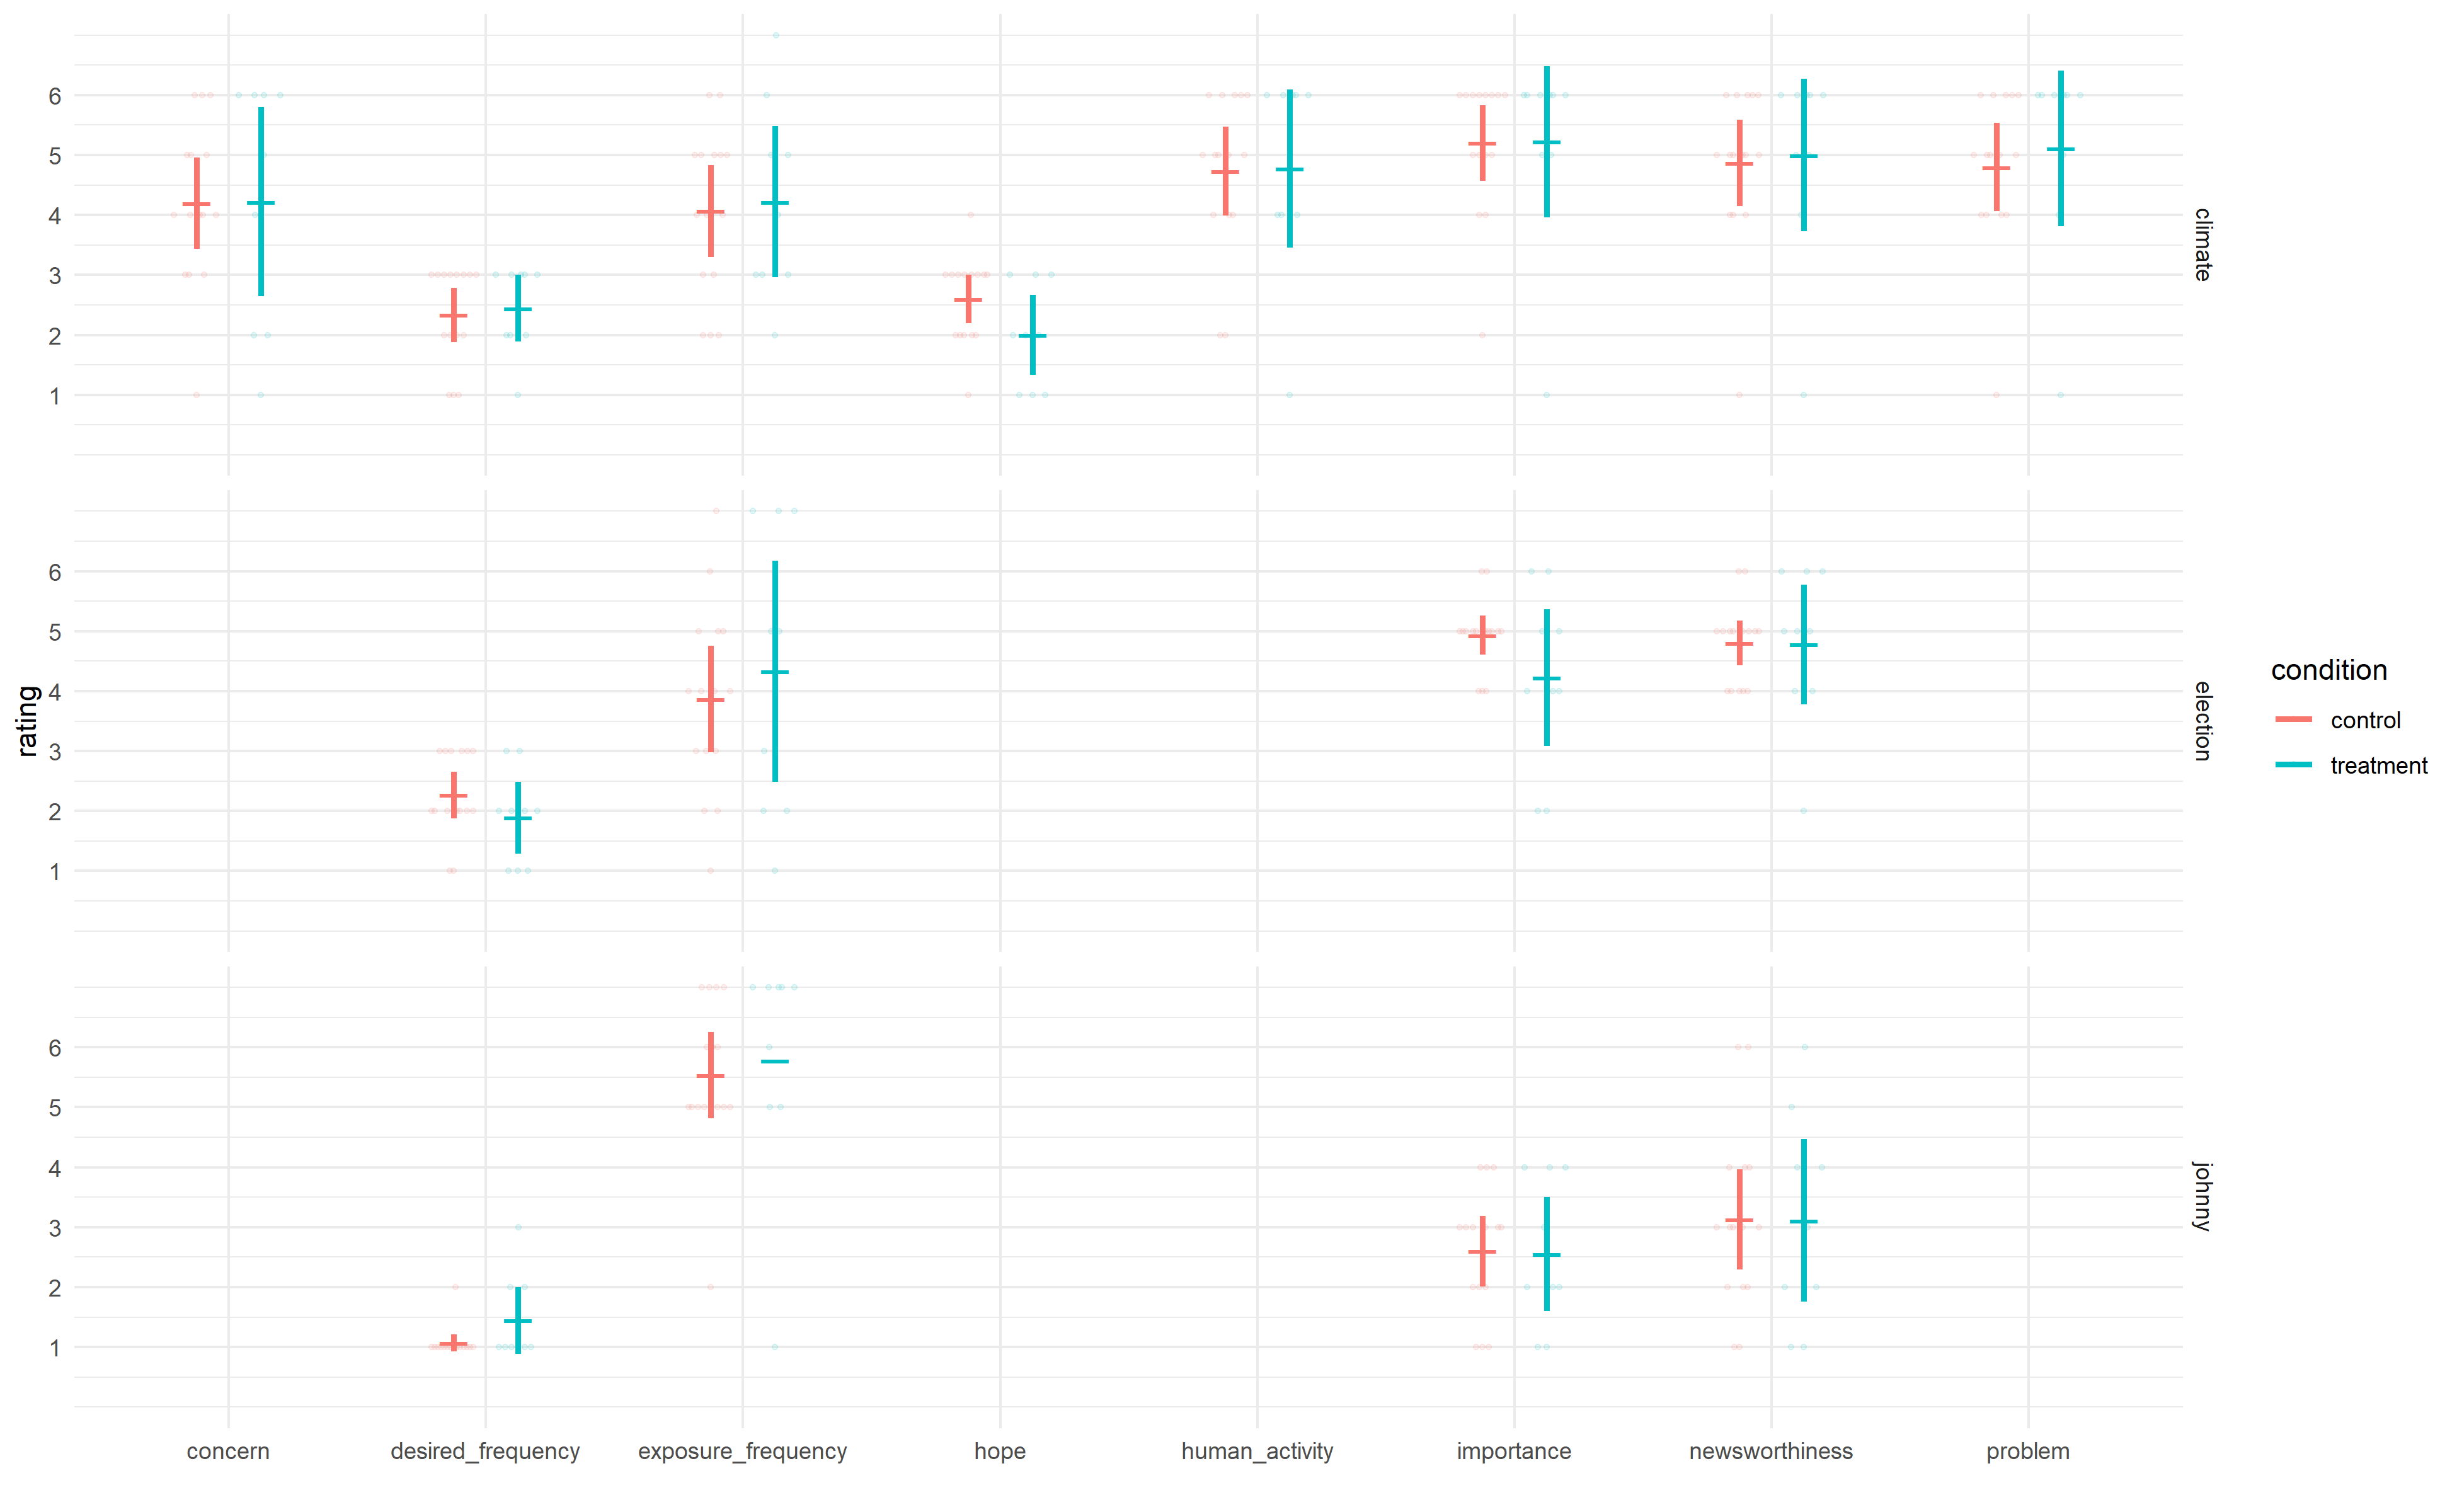 6
5
4
3
2
1
climate
6
5
4
3
2
1
election
6
5
4
3
2
1
johnny
rating
concern
desired_frequency
exposure_frequency
hope
human_activity
importance
newsworthiness
problem
condition
control
treatment